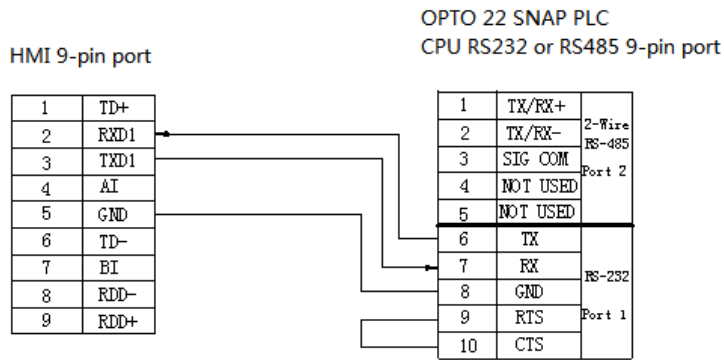 OPTO 22 SNAP PLC
CPU RS232 or RS485 9-pin port
HMI 9-pin port
1 TD+
2 RXD1
3 TXD1
4 AI
5 GND
6 TD-
7 BI
8 RDD-
9 RDD+
1 TX/RX+
2 TX/RX-
3 SIG COM
4 NOT USED
5 NOT USED
2-Wire
RS-485
Port 2
6 TX
7 RX
8 GND
9 RTS
10 CTS
RS-232
Port 1